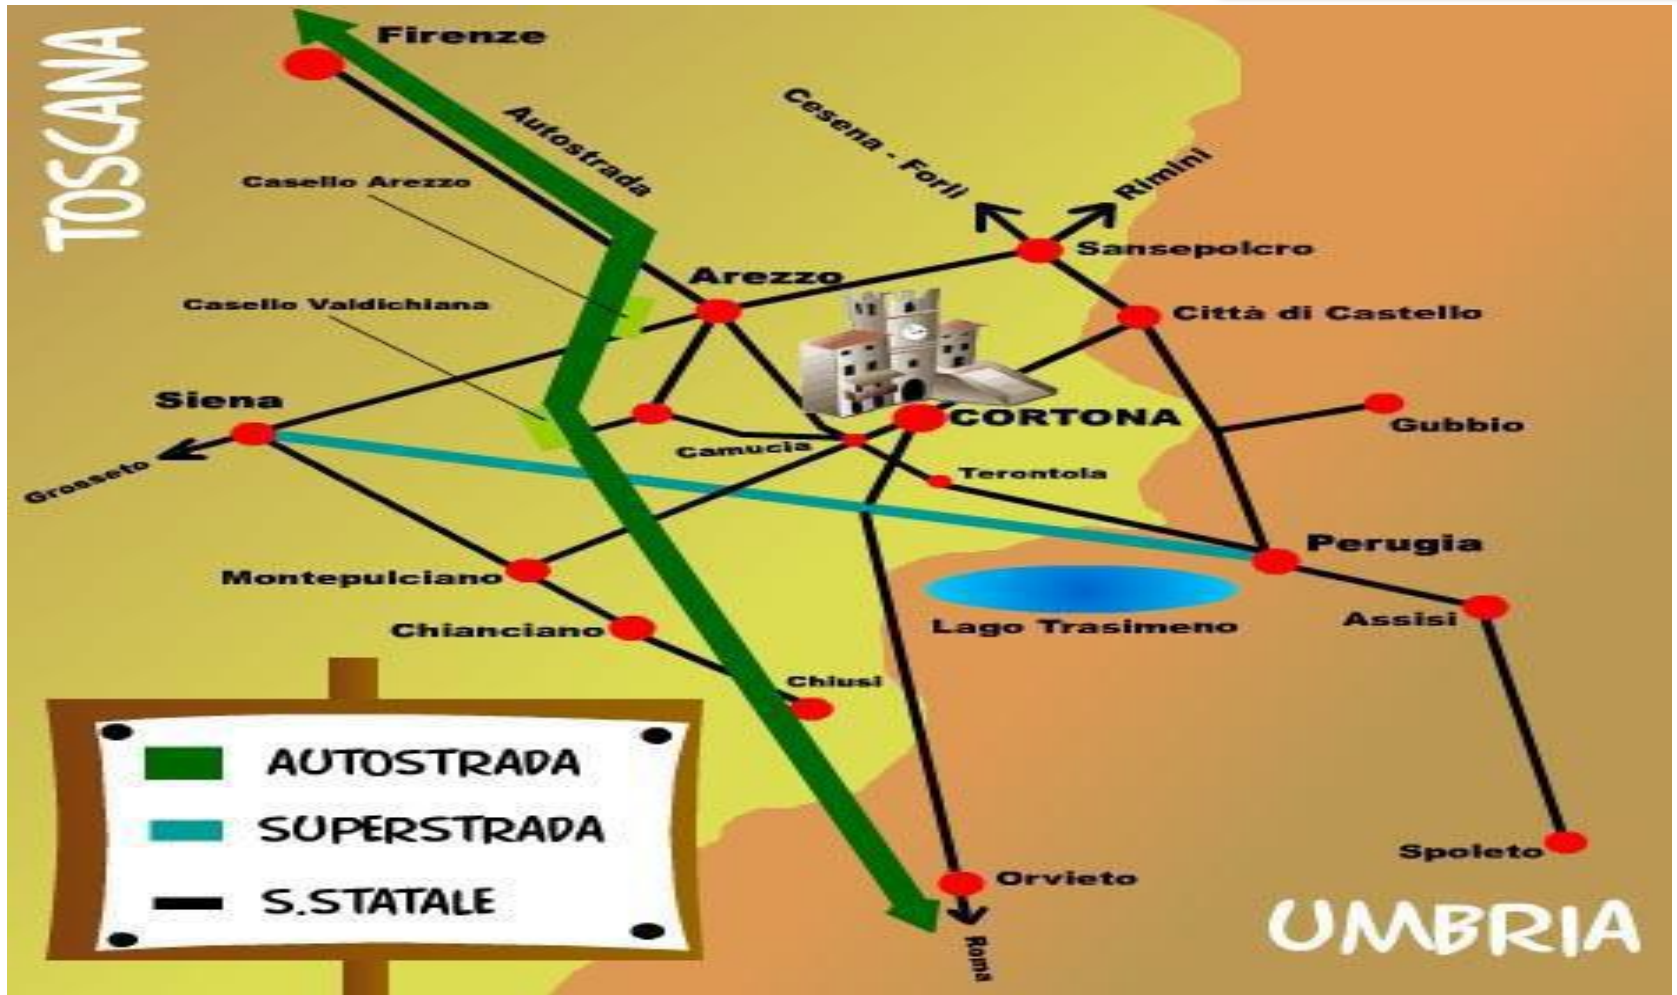 TOSCANA
Firenze
Autostrada
Cesena - Forlì
Rimini
Casello Arezzo
Sansepolcro
Arezzo
Casello Valdichiana
Città di Castello
Siena
CORTONA
Gubbio
Camucia
Grosseto
Terontola
Perugia
Montepulciano
Assisi
Chianciano
Lago Trasimeno
Chiusi
AUTOSTRADA
SUPERSTRADA
S.STATALE
Spoleto
Orvieto
Roma
UMBRIA